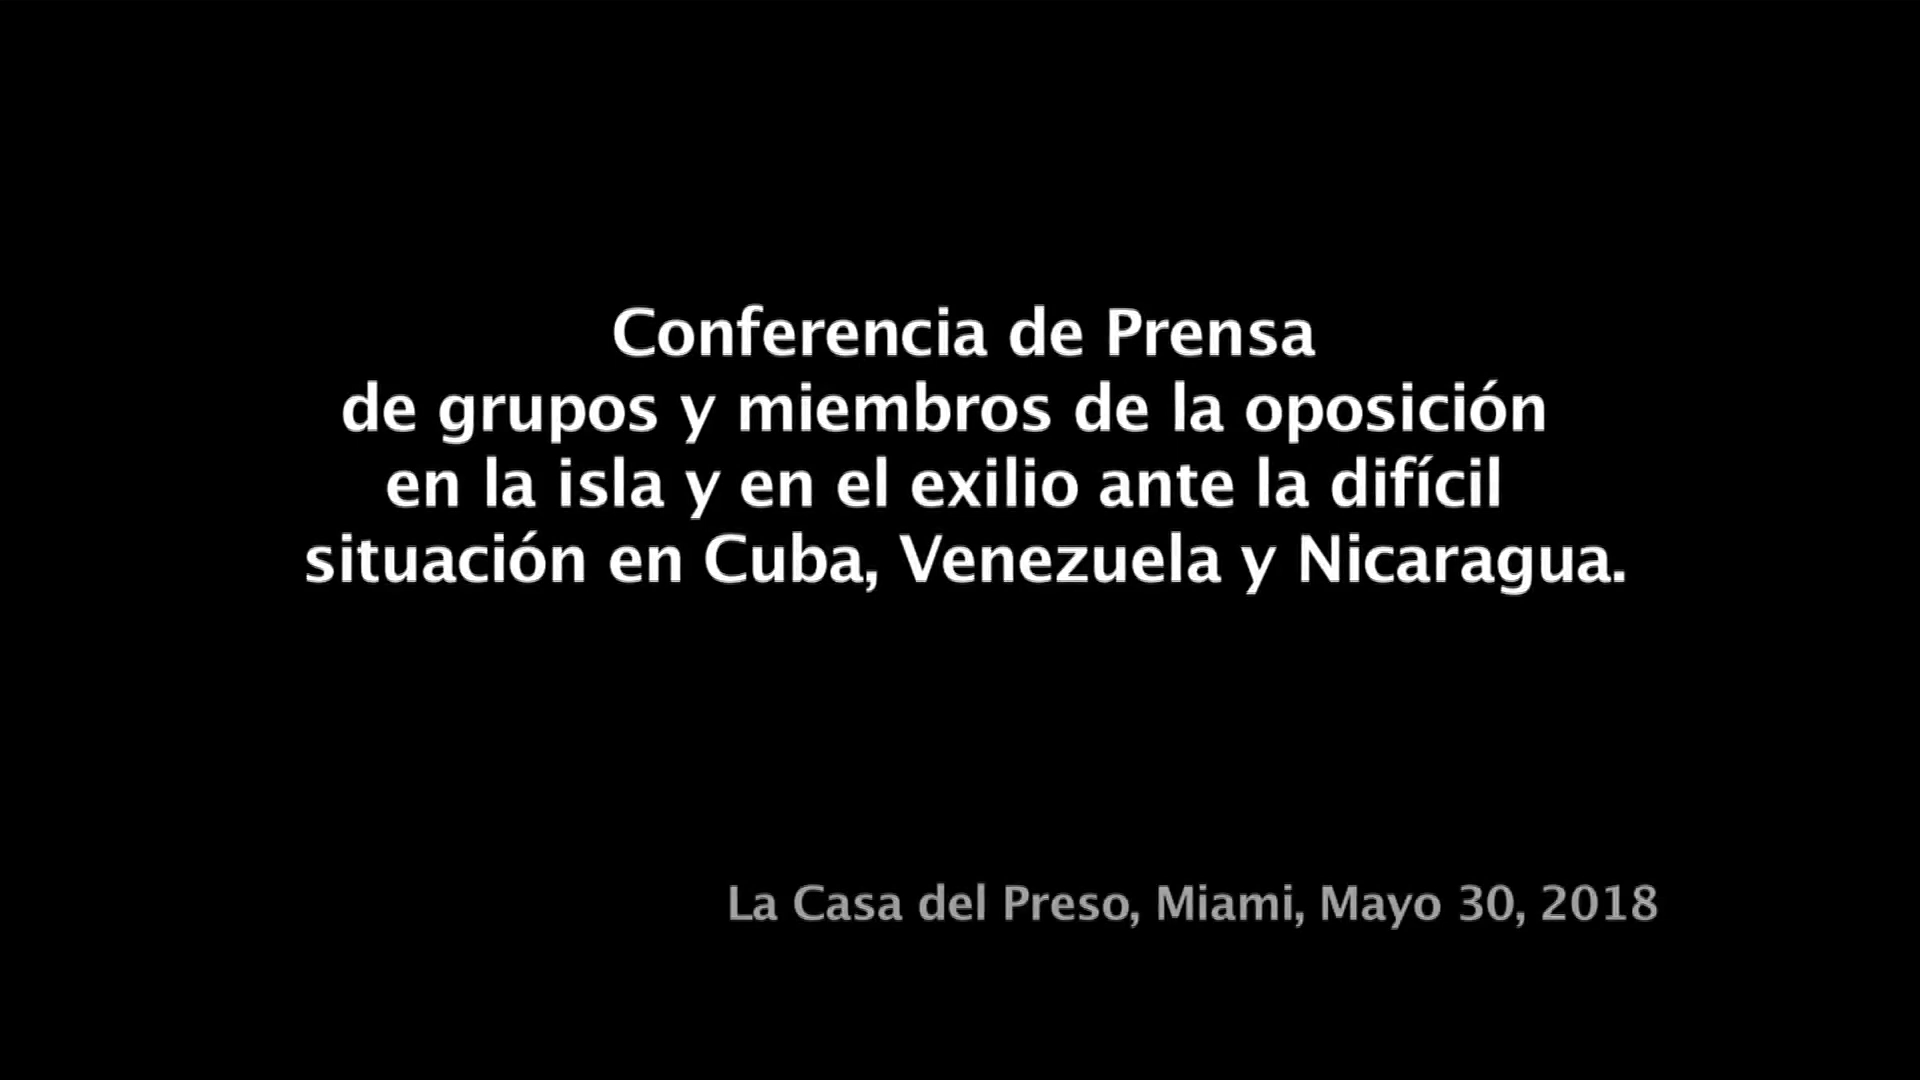 Conferencia de Prensa
de grupos y miembros de la oposición
en la isla y en el exilio ante la difícil
situación en Cuba, Venezuela y Nicaragua.
La Casa del Preso, Miami, Mayo 30, 2018